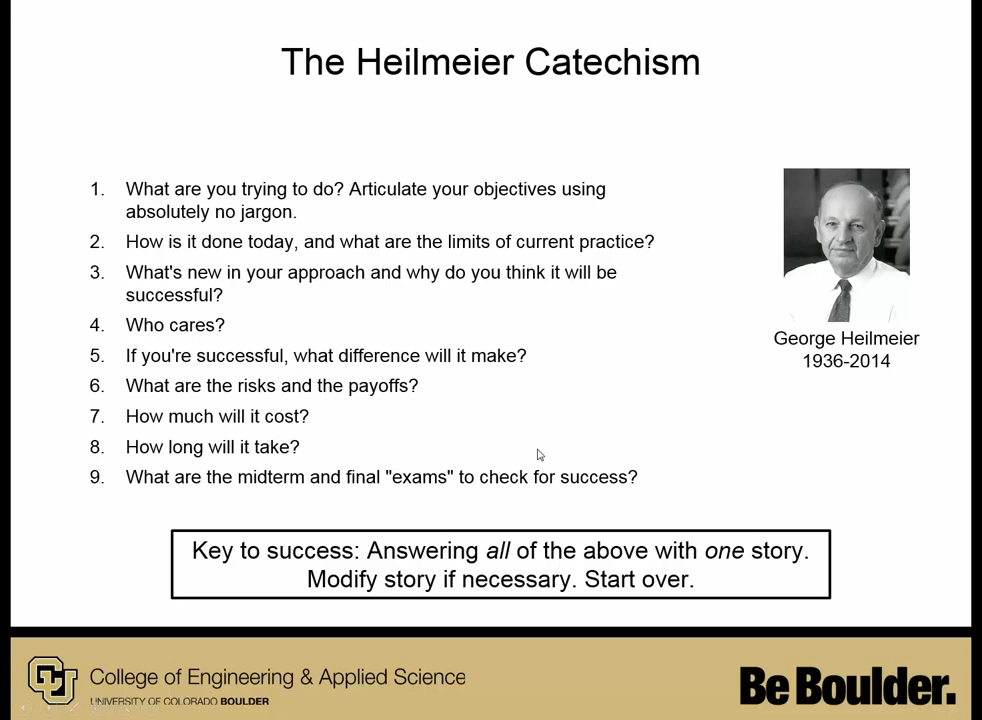 The Heilmeier Catechism
1. What are you trying to do? Articulate your objectives using
absolutely no jargon.
2. How is it done today, and what are the limits of current practice?
3. What's new in your approach and why do you think it will be
successful?
4. Who cares?
5. If you're successful, what difference will it make?
6. What are the risks and the payoffs?
7. How much will it cost?
8. How long will it take?
9. What are the midterm and final "exams" to check for success?
George Heilmeier
1936-2014
Key to success: Answering all of the above with one story.
Modify story if necessary. Start over.
CU
College of Engineering & Applied Science
UNIVERSITY OF COLORADO BOULDER
Be Boulder.